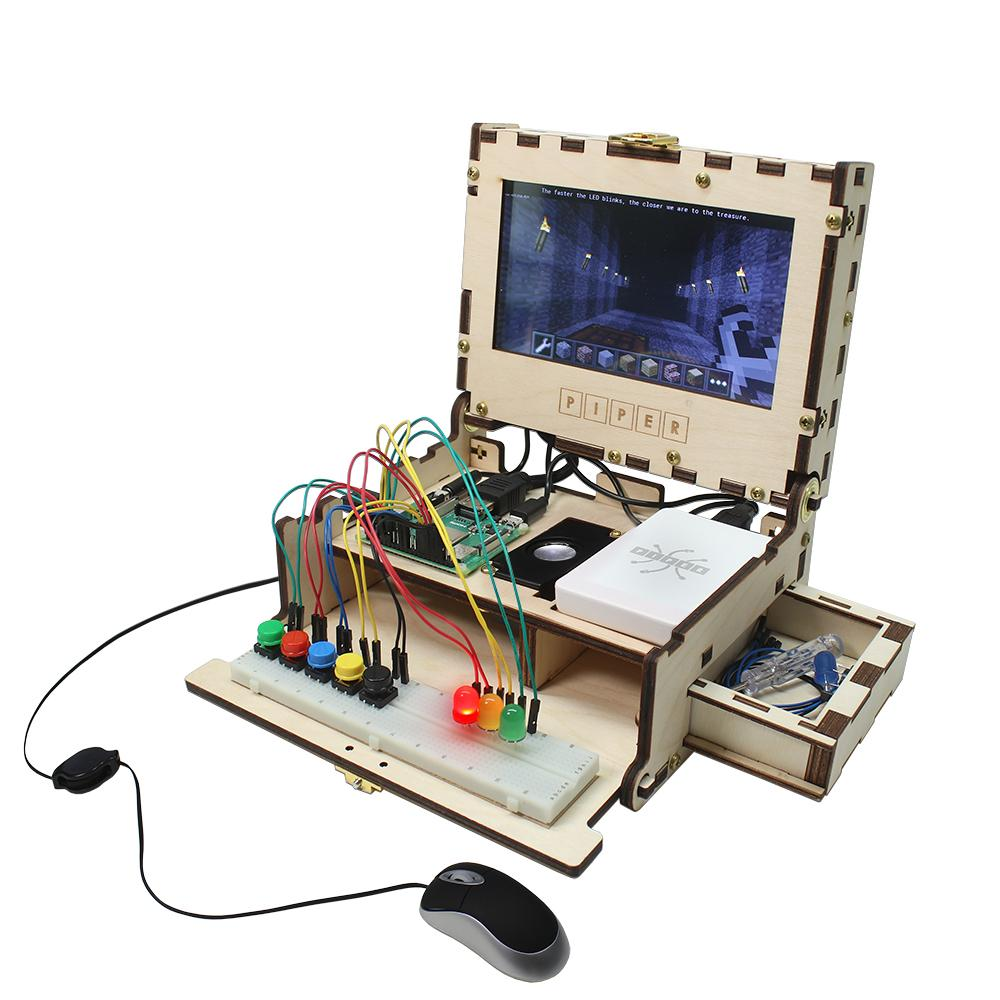 The faster the LED blinks, the closer we are to the treasure.
PIPER